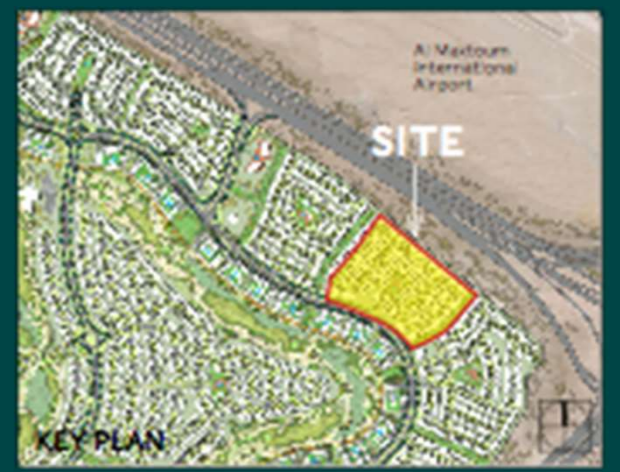 Al Maktoum
International
Airport
SITE
KEY PLAN